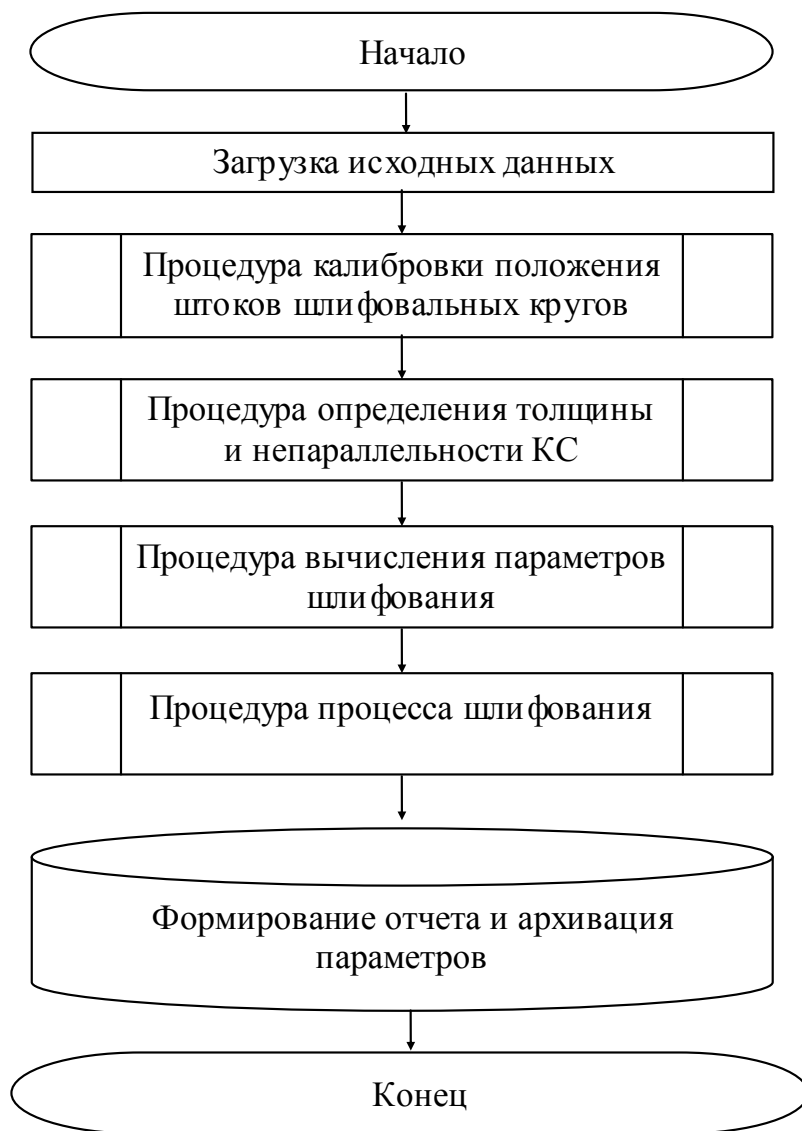 Начало
Загрузка исходных данных
Процедура калибровки положения
штоков шлифовальных кругов
Процедура определения толщины
и непараллельности КС
Процедура вычисления параметров
шлифования
Процедура процесса шлифования
Формирование отчета и архивация
параметров
Конец